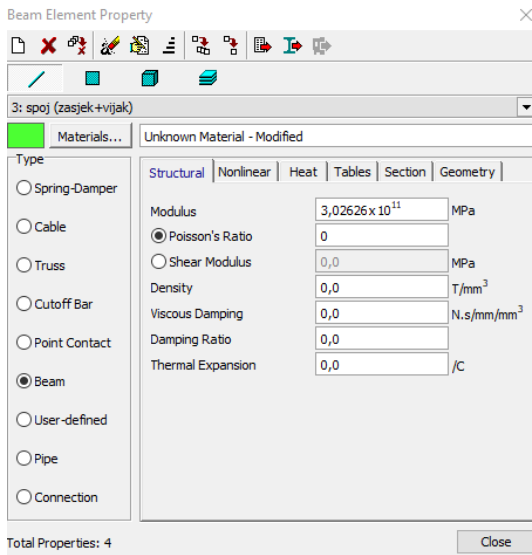 Beam Element Property
3: spoj (zasjek+vijak)
Materials... Unknown Material - Modified
Type
Spring-Damper
Cable
Truss
Cutoff Bar
Point Contact
Beam
User-defined
Pipe
Connection
Structural Nonlinear Heat Tables Section Geometry
Modulus 3,02626x10¹¹ MPa
Poisson's Ratio 0
Shear Modulus 0,0 MPa
Density 0,0 T/mm³
Viscous Damping 0,0 N.s/mm/mm³
Damping Ratio 0,0
Thermal Expansion 0,0 /C
Total Properties: 4 Close